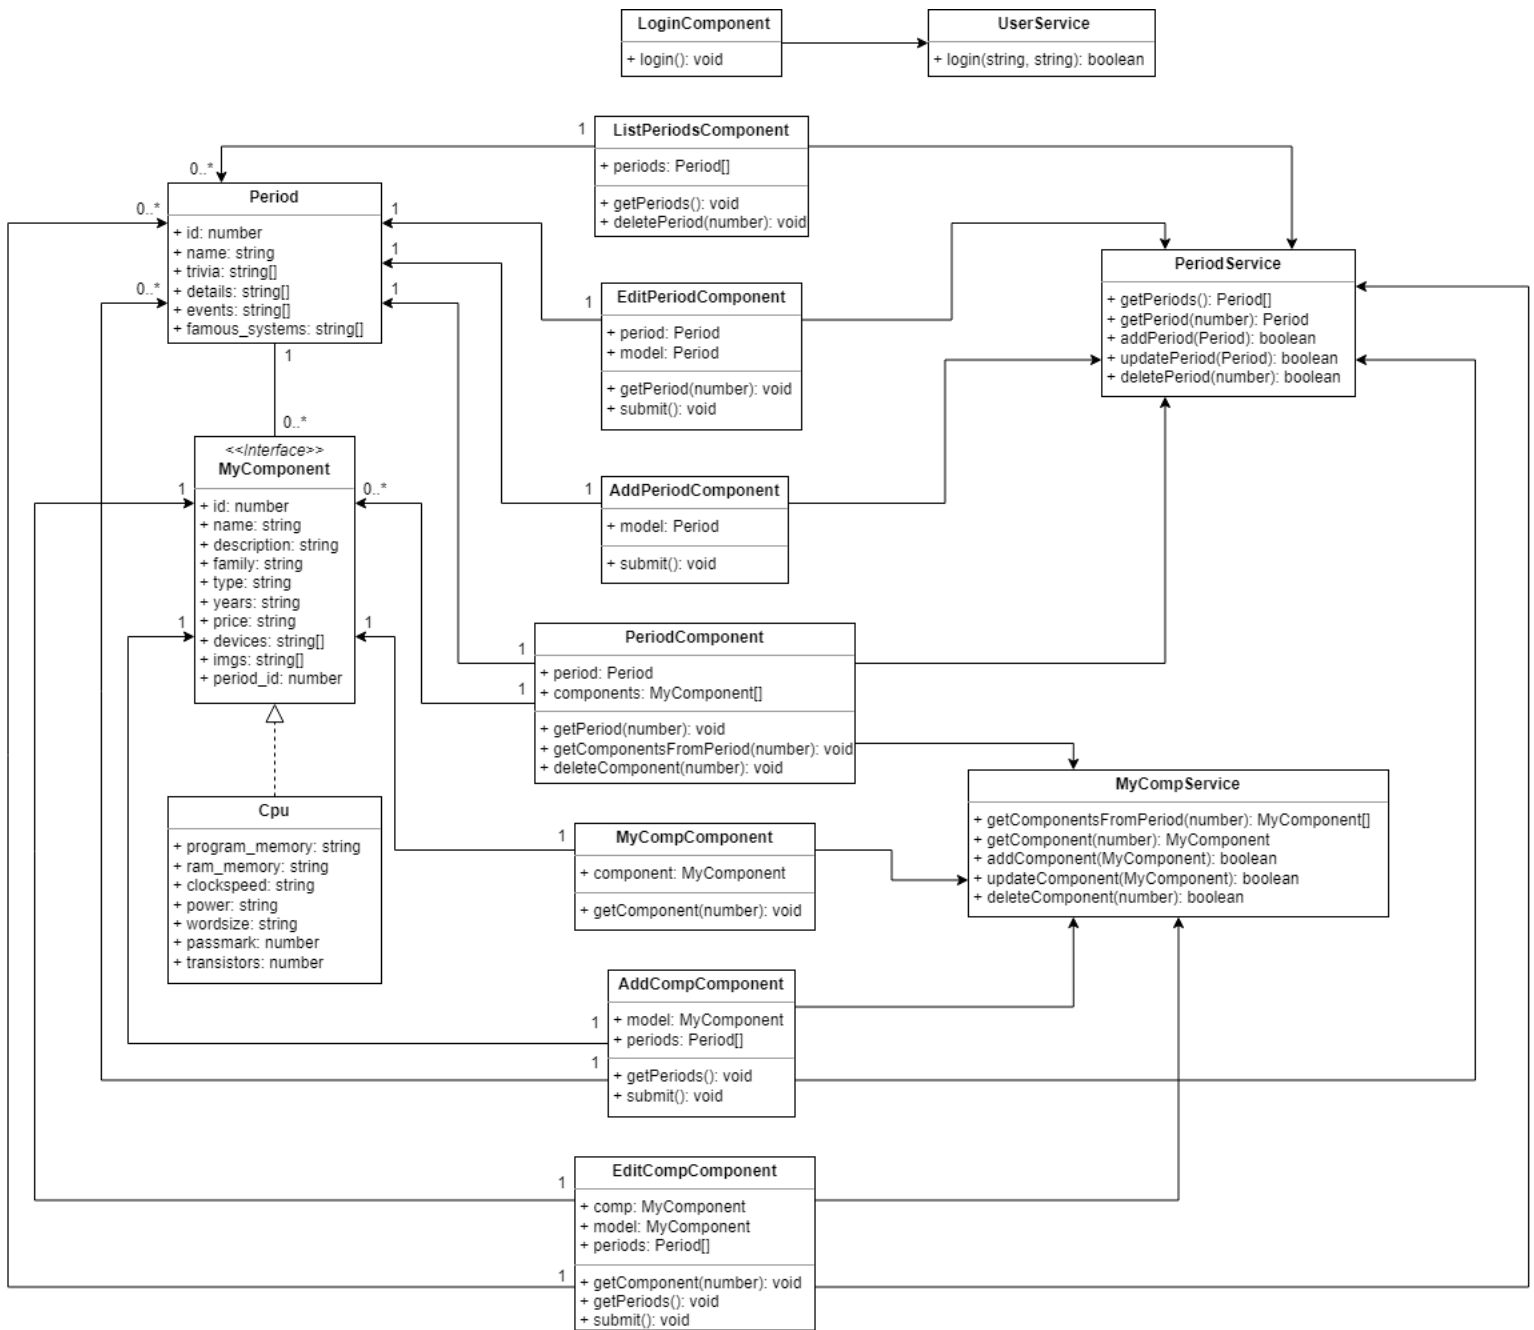 LoginComponent
+ login(): void
UserService
+ login(string, string): boolean
1
ListPeriodsComponent
+ periods: Period[]
+ getPeriods(): void
+ deletePeriod(number): void
0..*
Period
+ id: number
+ name: string
+ trivia: string[]
+ details: string[]
+ events: string[]
+ famous_systems: string[]
0..*
0..*
1
1
1
1
EditPeriodComponent
+ period: Period
+ model: Period
+ getPeriod(number): void
+ submit(): void
PeriodService
+ getPeriods(): Period[]
+ getPeriod(number): Period
+ addPeriod(Period): boolean
+ updatePeriod(Period): boolean
+ deletePeriod(number): boolean
1
0..*
<<Interface>>
MyComponent
+ id: number
+ name: string
+ description: string
+ family: string
+ type: string
+ years: string
+ price: string
+ devices: string[]
+ imgs: string[]
+ period_id: number
1
0..*
1
1
1
AddPeriodComponent
+ model: Period
+ submit(): void
1
1
PeriodComponent
+ period: Period
+ components: MyComponent[]
+ getPeriod(number): void
+ getComponentsFromPeriod(number): void
+ deleteComponent(number): void
MyCompService
+ getComponentsFromPeriod(number): MyComponent[]
+ getComponent(number): MyComponent
+ addComponent(MyComponent): boolean
+ updateComponent(MyComponent): boolean
+ deleteComponent(number): boolean
Cpu
+ program_memory: string
+ ram_memory: string
+ clockspeed: string
+ power: string
+ wordsize: string
+ passmark: number
+ transistors: number
1
MyCompComponent
+ component: MyComponent
+ getComponent(number): void
1
1
AddCompComponent
+ model: MyComponent
+ periods: Period[]
+ getPeriods(): void
+ submit(): void
1
1
EditCompComponent
+ comp: MyComponent
+ model: MyComponent
+ periods: Period[]
+ getComponent(number): void
+ getPeriods(): void
+ submit(): void